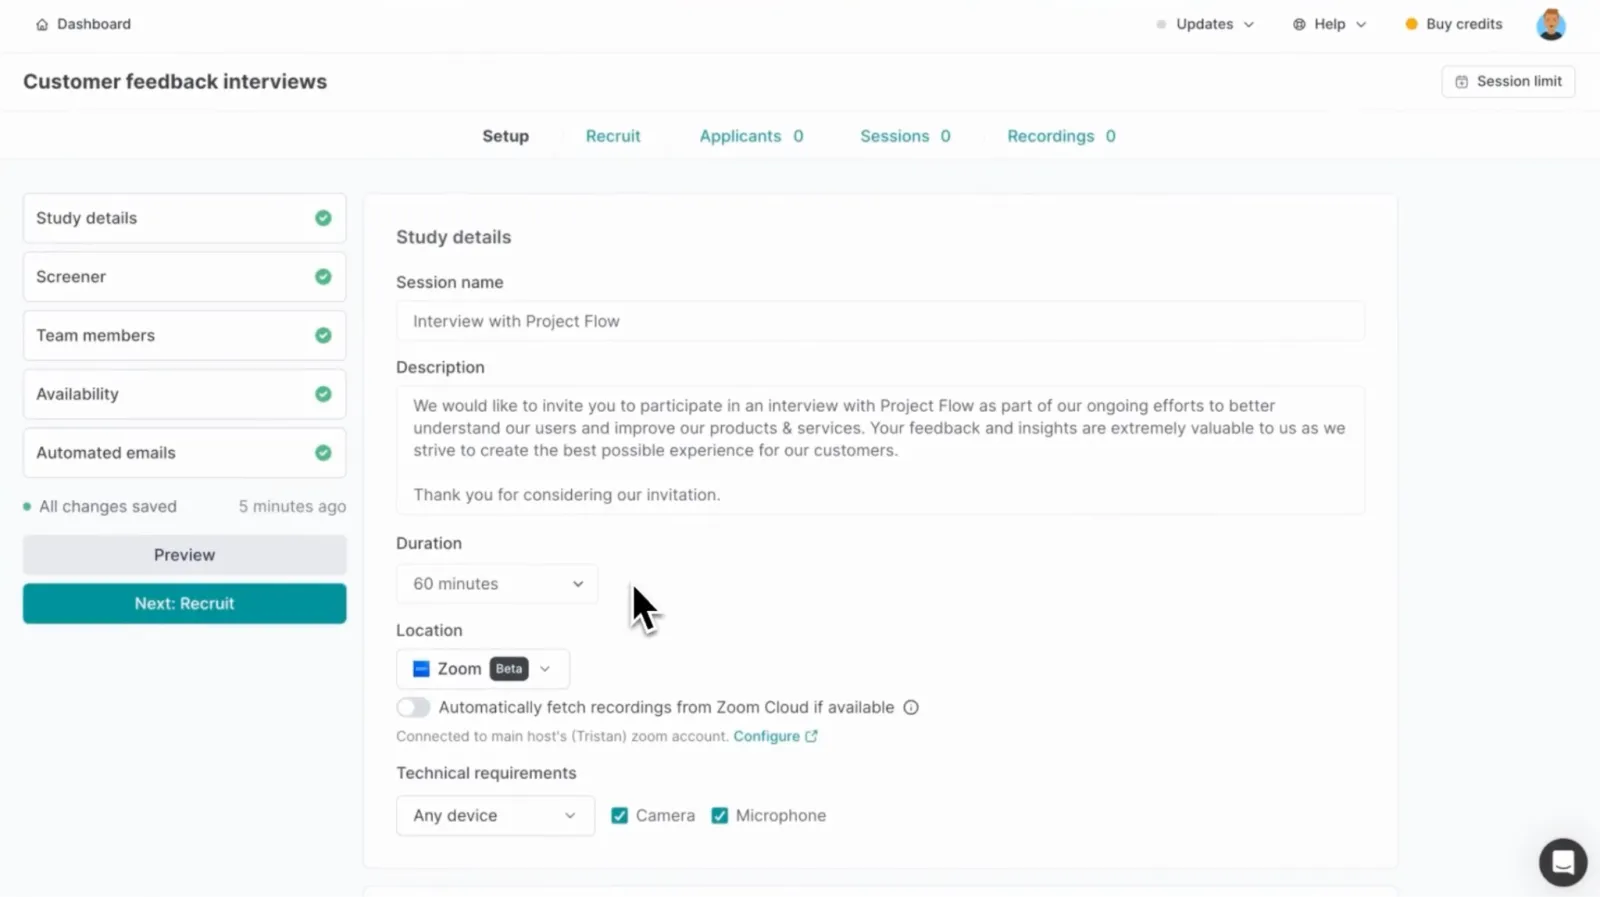 Dashboard
Updates
Help
Buy credits
Customer feedback interviews
Session limit
Setup
Recruit
Applicants 0
Sessions 0
Recordings 0
Study details
Screener
Team members
Availability
Automated emails
All changes saved
5 minutes ago
Preview
Next: Recruit
Study details
Session name
Interview with Project Flow
Description
We would like to invite you to participate in an interview with Project Flow as part of our ongoing efforts to better
understand our users and improve our products & services. Your feedback and insights are extremely valuable to us as we
strive to create the best possible experience for our customers.
Thank you for considering our invitation.
Duration
60 minutes
Location
Zoom Beta
Automatically fetch recordings from Zoom Cloud if available
Connected to main host's (Tristan) zoom account. Configure
Technical requirements
Any device
Camera
Microphone